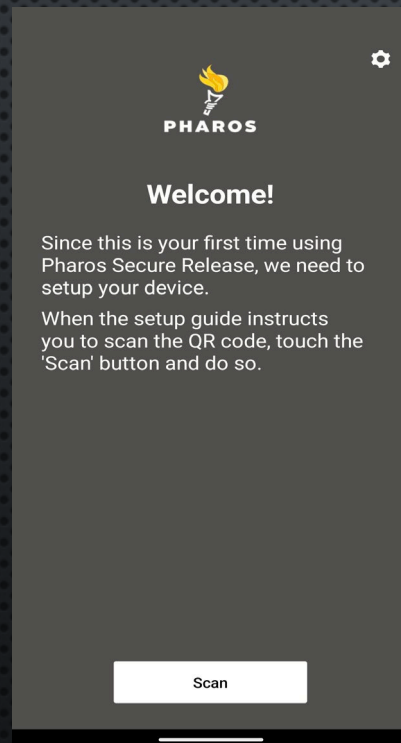 PHAROS
Welcome!
Since this is your first time using
Pharos Secure Release, we need to
setup your device.
When the setup guide instructs
you to scan the QR code, touch the
'Scan' button and do so.
Scan